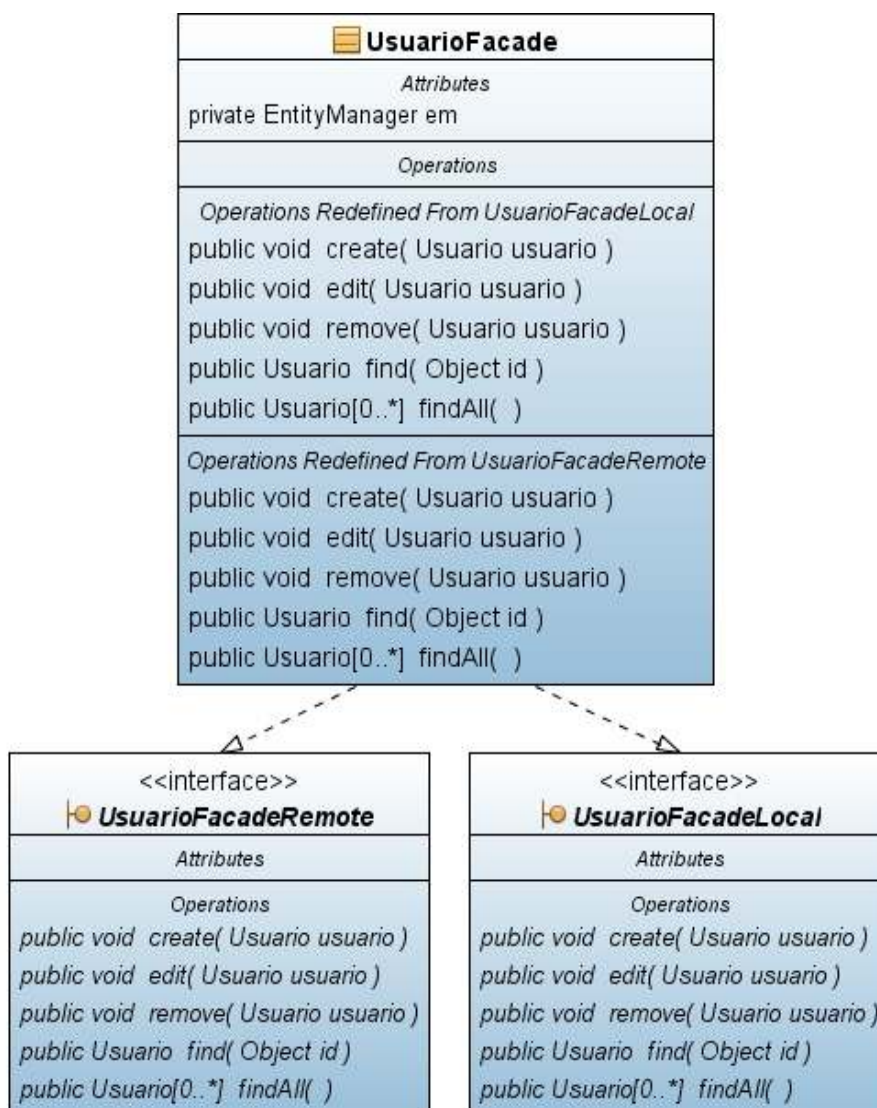 UsuarioFacade
Attributes
private EntityManager em
Operations
Operations Redefined From UsuarioFacadeLocal
public void create( Usuario usuario )
public void edit( Usuario usuario )
public void remove( Usuario usuario )
public Usuario find( Object id )
public Usuario[0..*] findAll( )
Operations Redefined From UsuarioFacadeRemote
public void create( Usuario usuario )
public void edit( Usuario usuario )
public void remove( Usuario usuario )
public Usuario find( Object id )
public Usuario[0..*] findAll( )
<<interface>>
UsuarioFacadeRemote
Attributes
Operations
public void create( Usuario usuario )
public void edit( Usuario usuario )
public void remove( Usuario usuario )
public Usuario find( Object id )
public Usuario[0..*] findAll( )
<<interface>>
UsuarioFacadeLocal
Attributes
Operations
public void create( Usuario usuario )
public void edit( Usuario usuario )
public void remove( Usuario usuario )
public Usuario find( Object id )
public Usuario[0..*] findAll( )